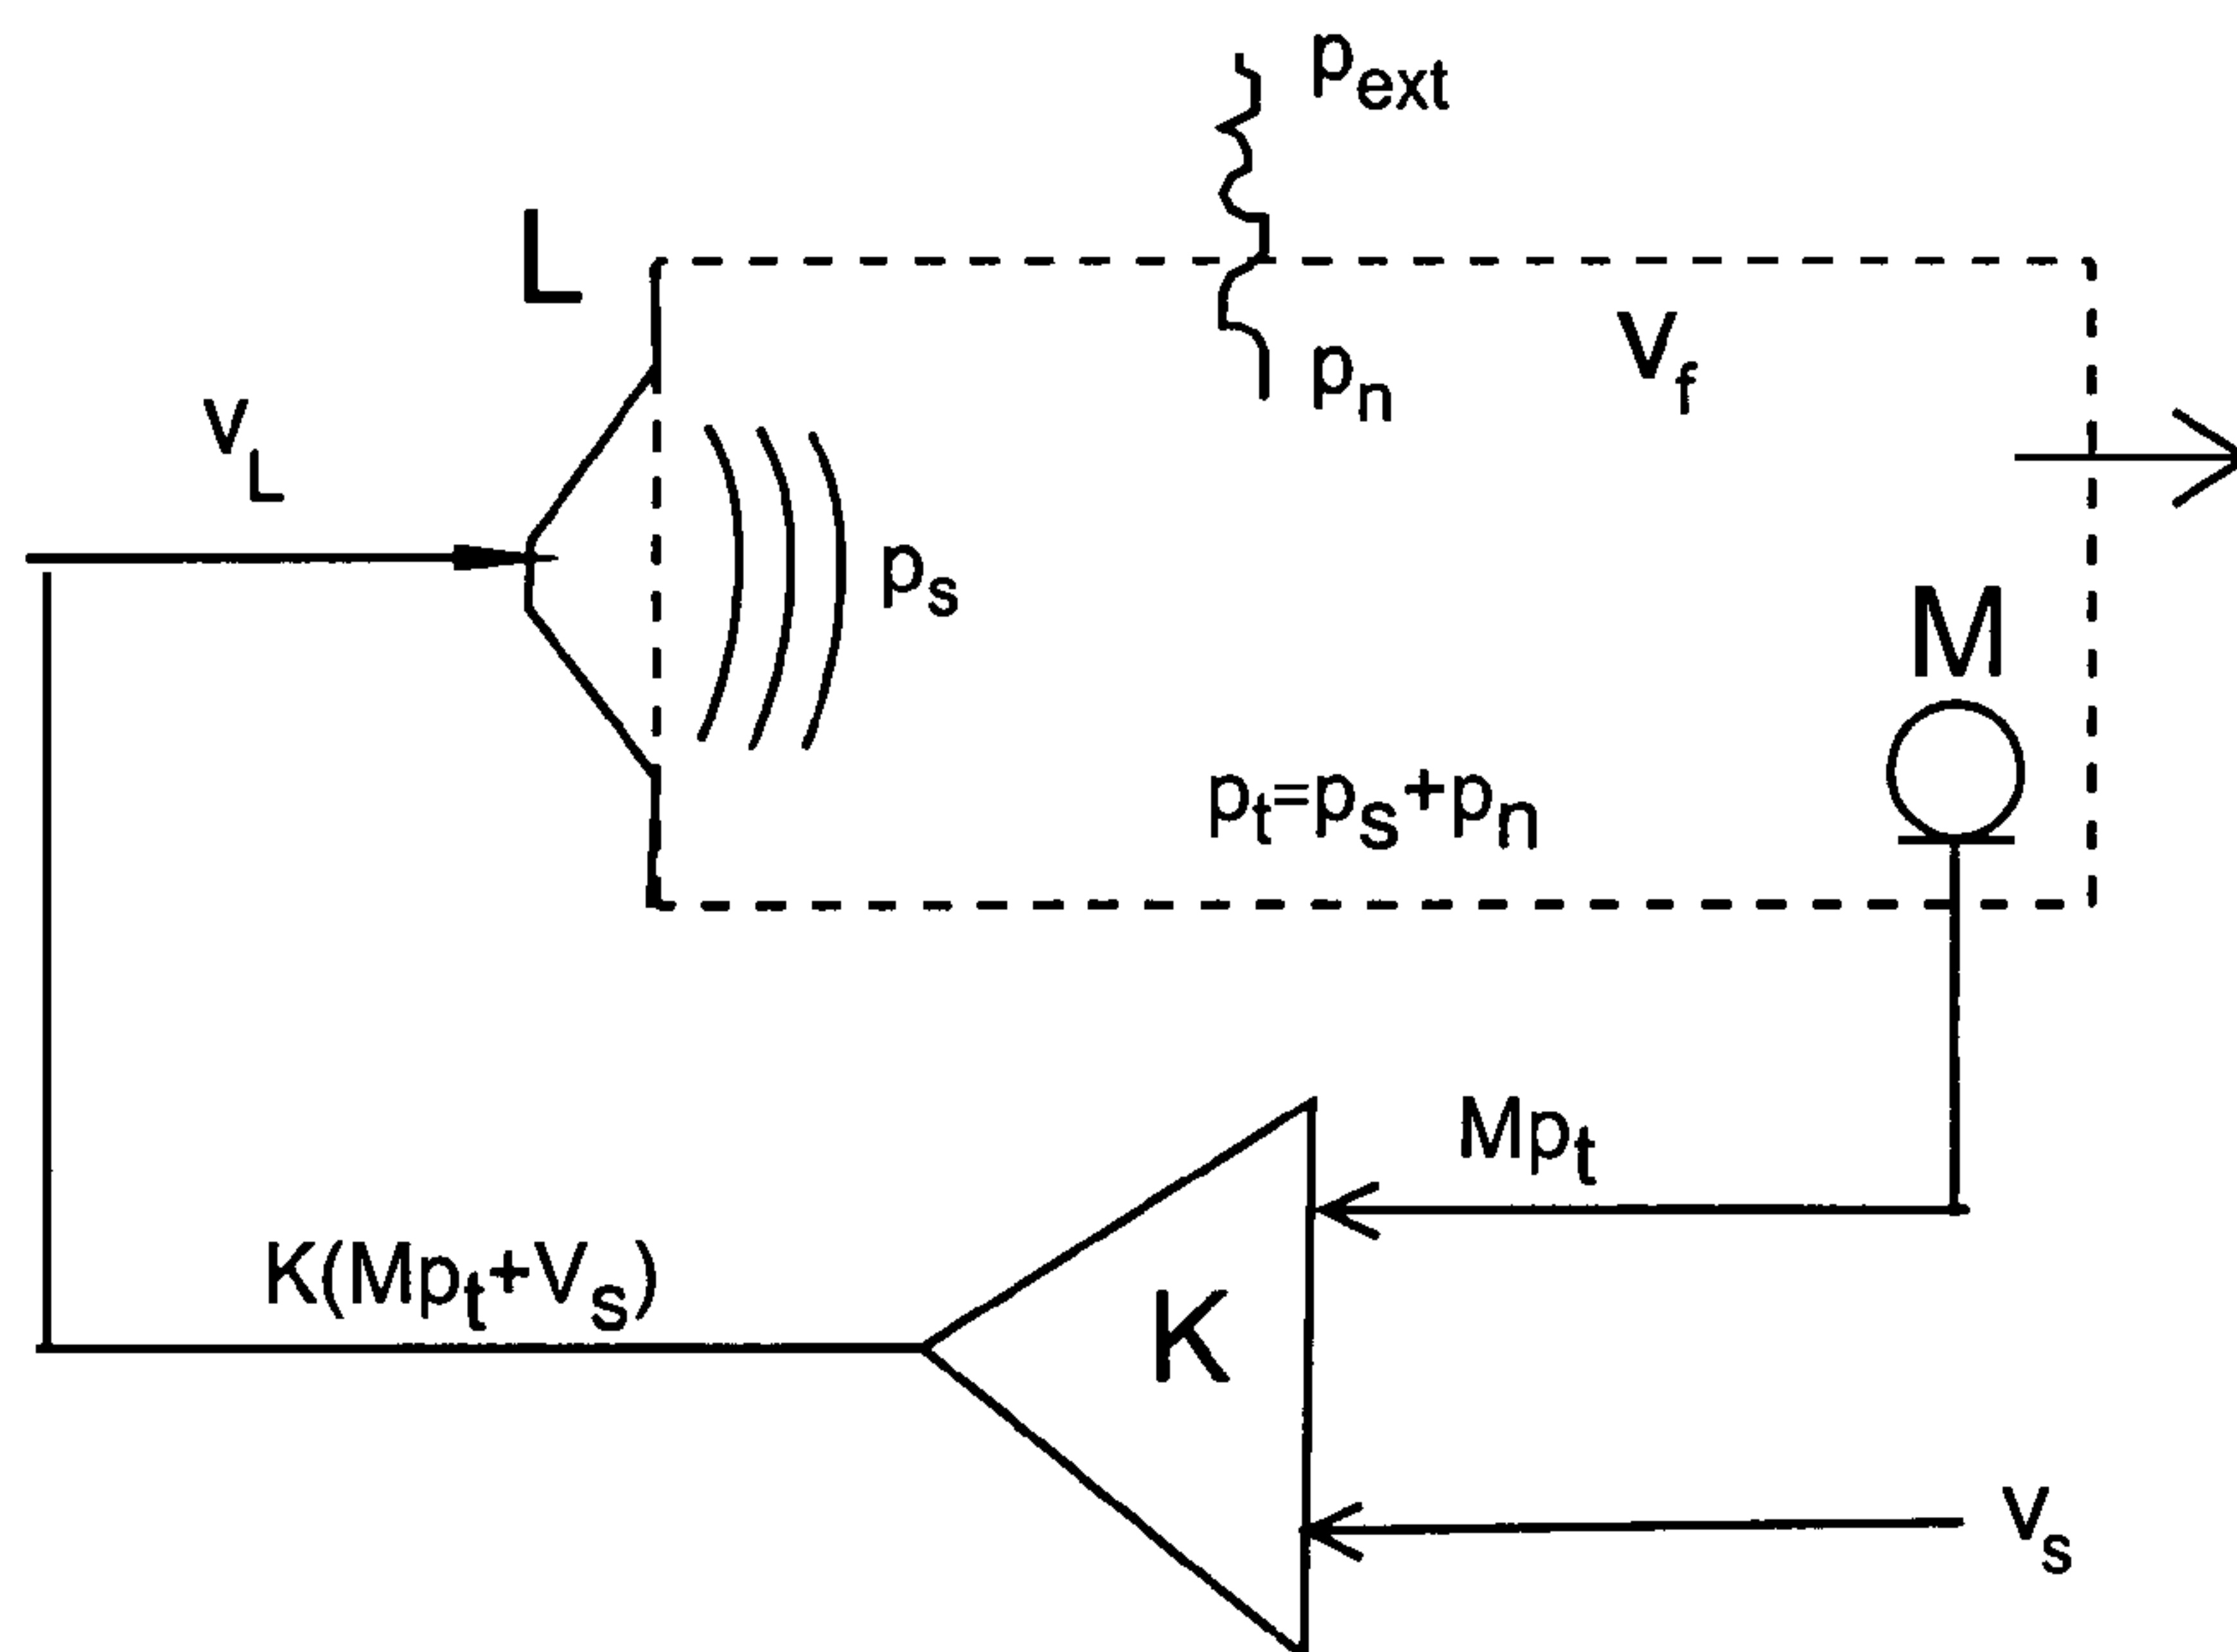 p_ext
L
p_n
V_f
v_L
p_s
M
p_t=p_s+p_n
Mp_t
K(Mp_t+V_s)
K
v_s